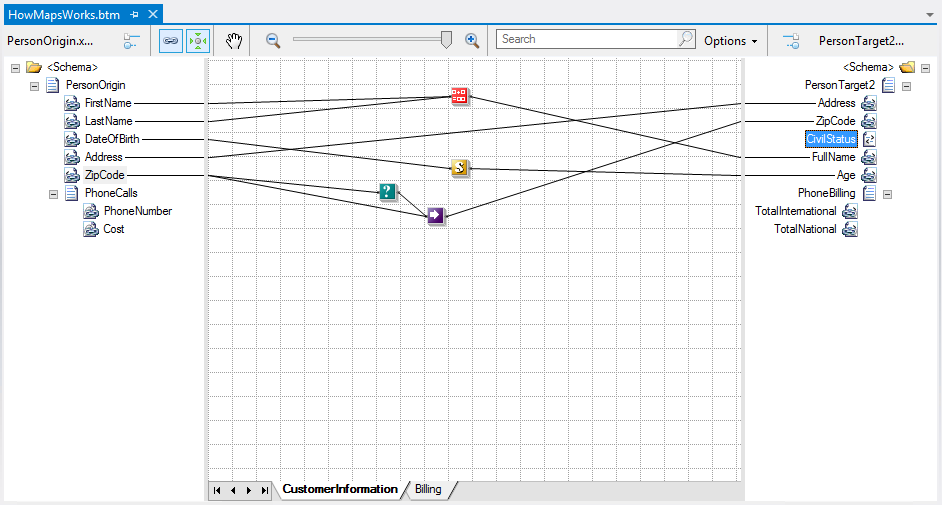 HowMapsWorks.btm
PersonOrigin.x...
Search
Options
PersonTarget2...
<Schema>
PersonOrigin
FirstName
LastName
DateOfBirth
Address
ZipCode
PhoneCalls
PhoneNumber
Cost
<Schema>
PersonTarget2
Address
ZipCode
CivilStatus
FullName
Age
PhoneBilling
TotalInternational
TotalNational
CustomerInformation
Billing